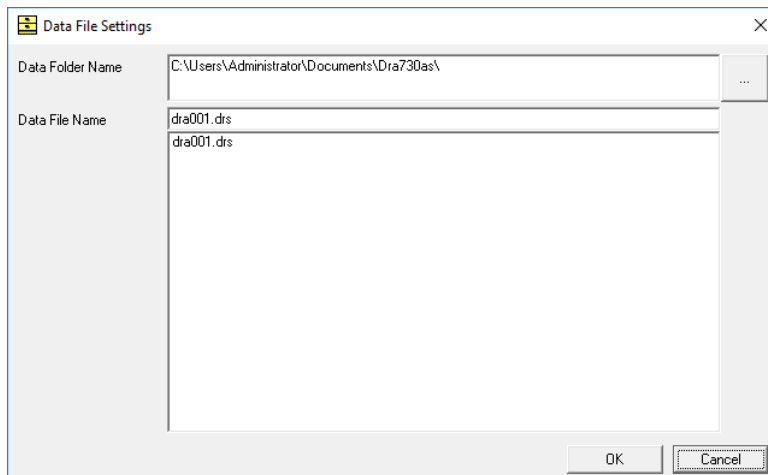 Data File Settings
Data Folder Name
C:\Users\Administrator\Documents\Dra730as\
...
Data File Name
dra001.drs
dra001.drs
OK
Cancel